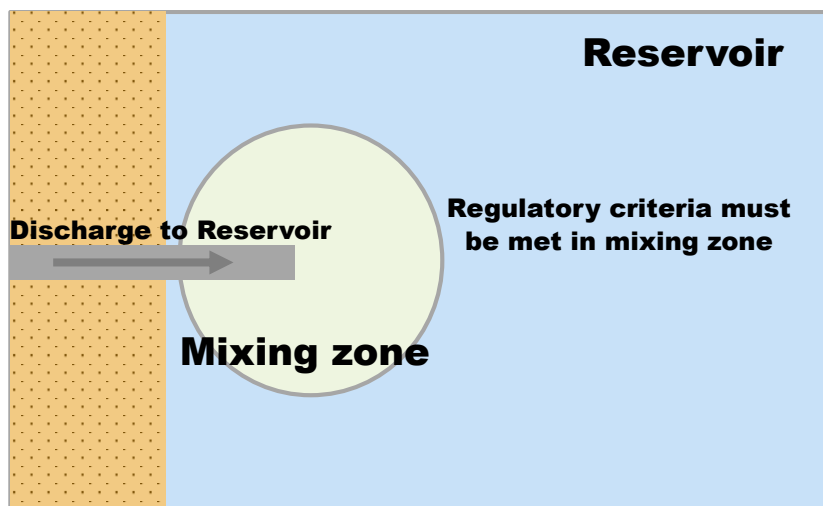 Reservoir
Regulatory criteria must
be met in mixing zone
Discharge to Reservoir
Mixing zone